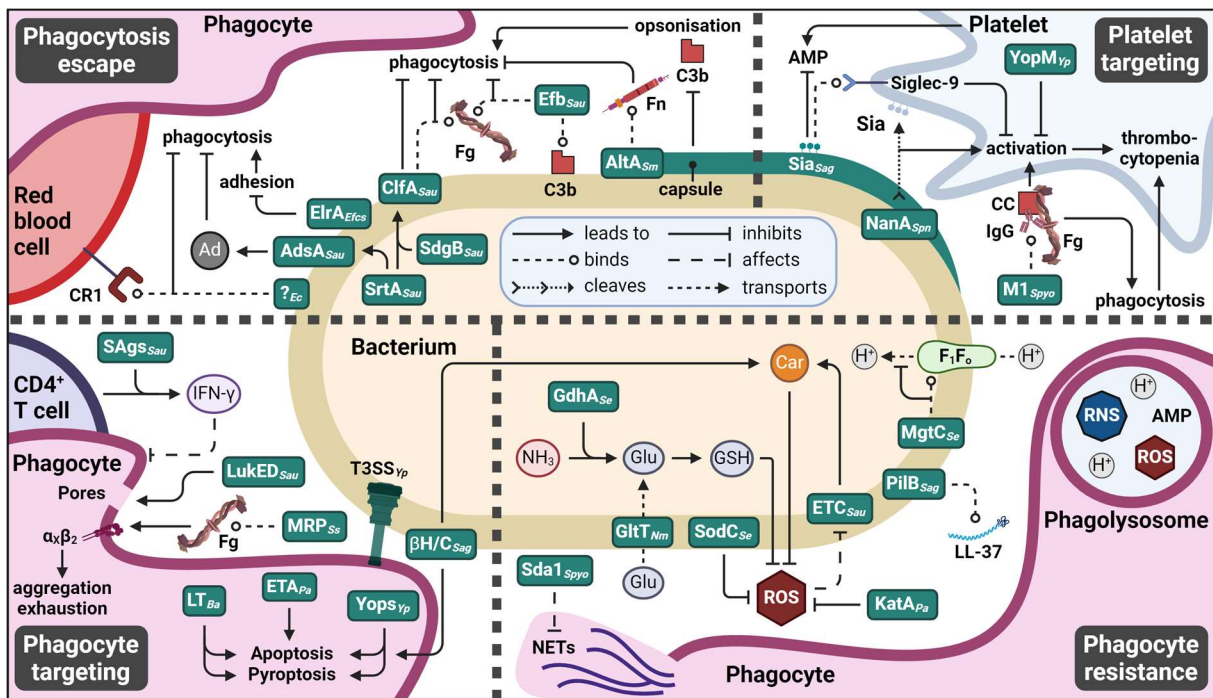 Phagocytosis
escape
Phagocyte
phagocytosis
opsonisation
C3b
Fn
Efb Sau
Fg
C3b
AltA Sm
capsule
phagocytosis
adhesion
ClfA Sau
ElrA Efcs
Red
blood
cell
Ad
AdsA Sau
SdgB Sau
SrtA Sau
CR1
? Ec
leads to
inhibits
binds
affects
cleaves
transports
Platelet
Platelet
targeting
AMP
YopM Yp
Siglec-9
Sia
Sia Sag
activation
thrombo-
cytopenia
NanA Spn
CC
IgG
Fg
M1 Spyo
phagocytosis
SAgs Sau
CD4+
T cell
IFN-γ
Phagocyte
Pores
LukED Sau
MRP Ss
Fg
αxβ2
aggregation
exhaustion
T3SS Yp
βH/C Sag
LT Ba
ETA Pa
Yops Yp
Apoptosis
Pyroptosis
Phagocyte
targeting
Bacterium
Car
F1Fo
H+
H+
GdhA Se
MgtC Se
NH3
Glu
GSH
PilB Sag
ETC Sau
LL-37
GltT Nm
SodC Se
Glu
Sda1 Spyo
ROS
KatA Pa
NETs
Phagocyte
RNS
H+
AMP
H+
ROS
Phagolysosome
Phagocyte
resistance